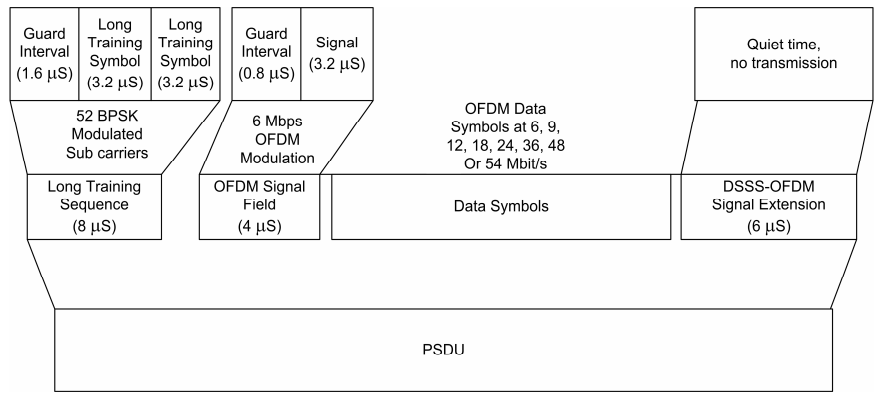 Guard
Interval
(1.6 μS)
Long
Training
Symbol
(3.2 μS)
Long
Training
Symbol
(3.2 μS)
Guard
Interval
(0.8 μS)
Signal
(3.2 μS)
Quiet time,
no transmission
52 BPSK
Modulated
Sub carriers
6 Mbps
OFDM
Modulation
OFDM Data
Symbols at 6, 9,
12, 18, 24, 36, 48
Or 54 Mbit/s
Long Training
Sequence
(8 μS)
OFDM Signal
Field
(4 μS)
Data Symbols
DSSS-OFDM
Signal Extension
(6 μS)
PSDU